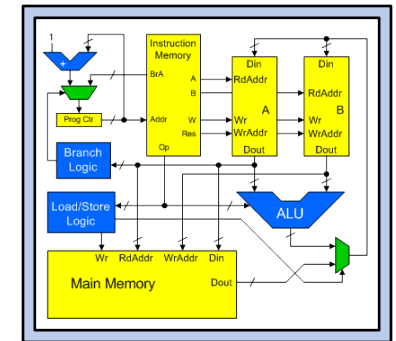 1
+
Prog Ctr
Instruction
Memory
BrA
A
B
Addr
W
Res
Op
Din
RdAddr
A
Wr
WrAddr
Dout
Din
RdAddr
B
Wr
WrAddr
Dout
Branch
Logic
Load/Store
Logic
ALU
Wr
RdAddr
WrAddr
Din
Main Memory
Dout